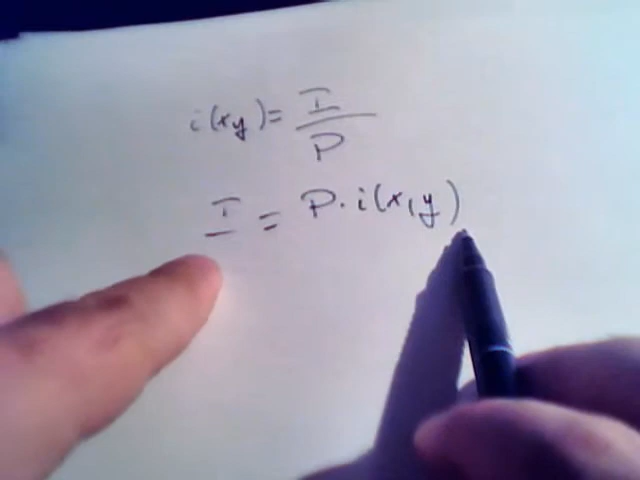 i(xy) = I/P
I = P. i(x,y)